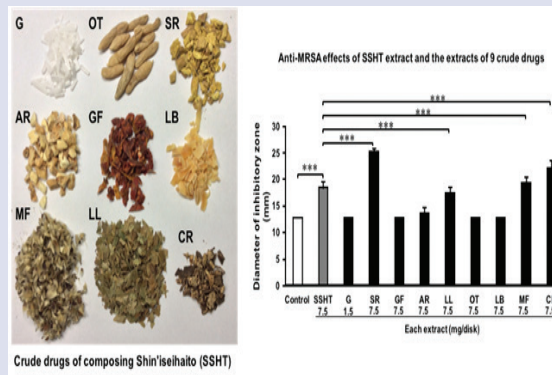 G OT SR
AR GF LB
MF LL CR
Crude drugs of composing Shin'iseihaito (SSHT)
Anti-MRSA effects of SSHT extract and the extracts of 9 crude drugs
***
***
***
***
***
Diameter of inhibitory zone
(mm)
30
25
20
15
10
5
0
Control SSHT G SR GF AR LL OT LB MF C
7.5 1.5 7.5 7.5 7.5 7.5 7.5 7.5 7.5 7.5
Each extract (mg/disk)